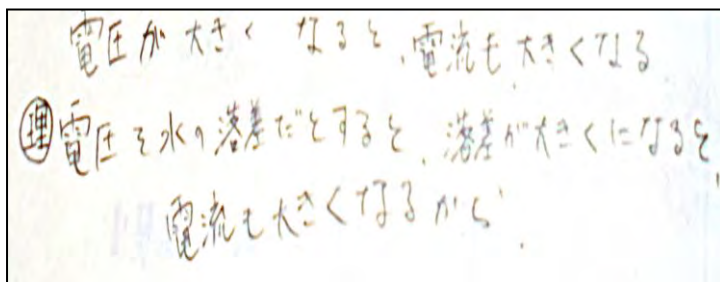 電圧が大きくなると、電流も大きくなる
理 電圧を水の落差だとすると、落差が大きくになると、
電流も大きくなるから。